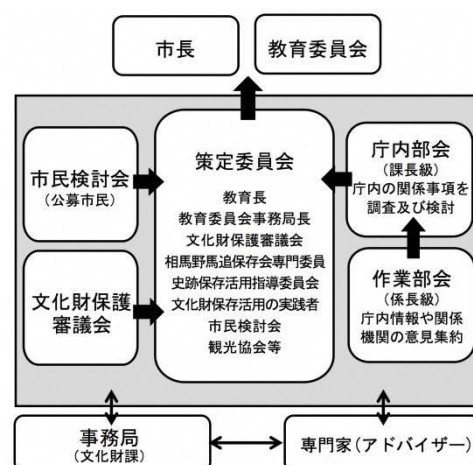 市長
教育委員会
市民検討会
(公募市民)
文化財保護
審議会
策定委員会
教育長
教育委員会事務局長
文化財保護審議会
相馬野馬追保存会専門委員
史跡保存活用指導委員会
文化財保存活用の実践者
市民検討会
観光協会等
庁内部会
(課長級)
庁内の関係事項を
調査及び検討
作業部会
(係長級)
庁内情報や関係
機関の意見集約
事務局
(文化財課)
専門家(アドバイザー)